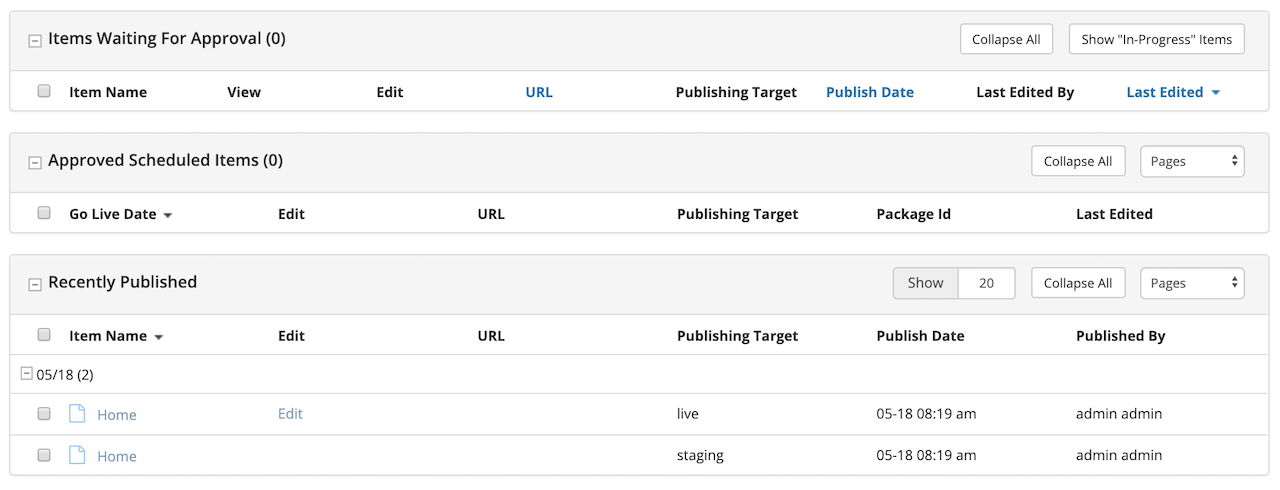 Items Waiting For Approval (0) Collapse All Show "In-Progress" Items
Item Name View Edit URL Publishing Target Publish Date Last Edited By Last Edited
Approved Scheduled Items (0) Collapse All Pages
Go Live Date Edit URL Publishing Target Package Id Last Edited
Recently Published Show 20 Collapse All Pages
Item Name Edit URL Publishing Target Publish Date Published By
05/18 (2)
Home Edit live 05-18 08:19 am admin admin
Home staging 05-18 08:19 am admin admin